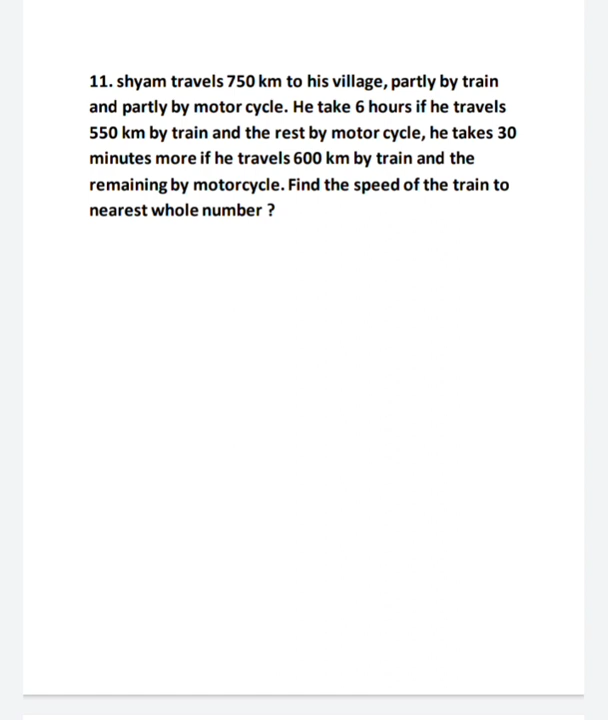 11. shyam travels 750 km to his village, partly by train
and partly by motor cycle. He take 6 hours if he travels
550 km by train and the rest by motor cycle, he takes 30
minutes more if he travels 600 km by train and the
remaining by motorcycle. Find the speed of the train to
nearest whole number ?